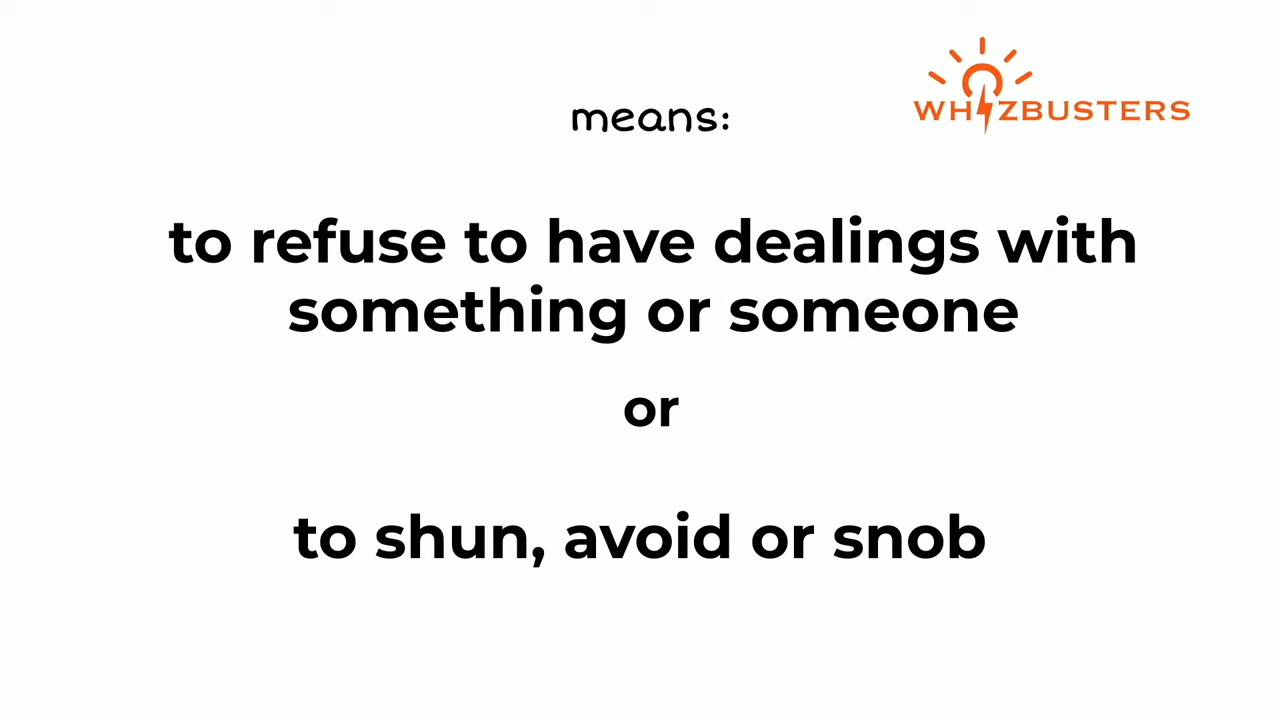 means:
WHIZBUSTERS
to refuse to have dealings with
something or someone
or
to shun, avoid or snob